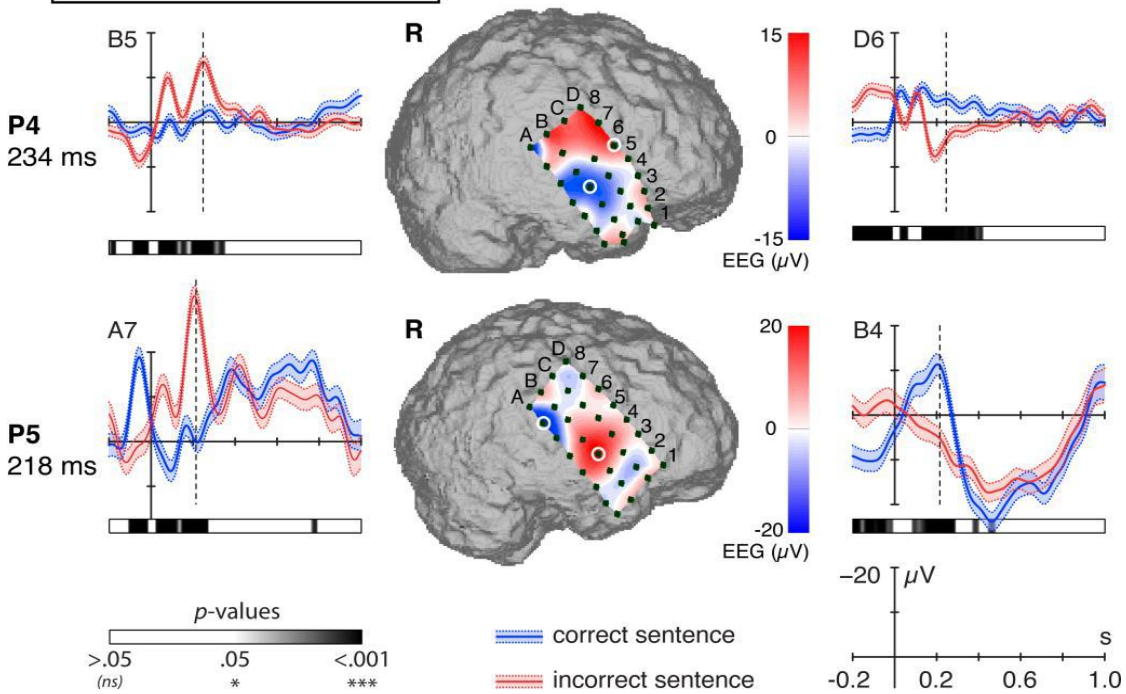 B5
P4
234 ms
R
A
B
C
D
8
7
6
5
4
3
2
1
15
0
-15
EEG (µV)
D6
A7
P5
218 ms
R
A
B
C
D
8
7
6
5
4
3
2
1
20
0
-20
EEG (µV)
B4
p-values
>.05 .05 <.001
(ns) * ***
correct sentence
incorrect sentence
–20 µV
s
-0.2 0.2 0.6 1.0